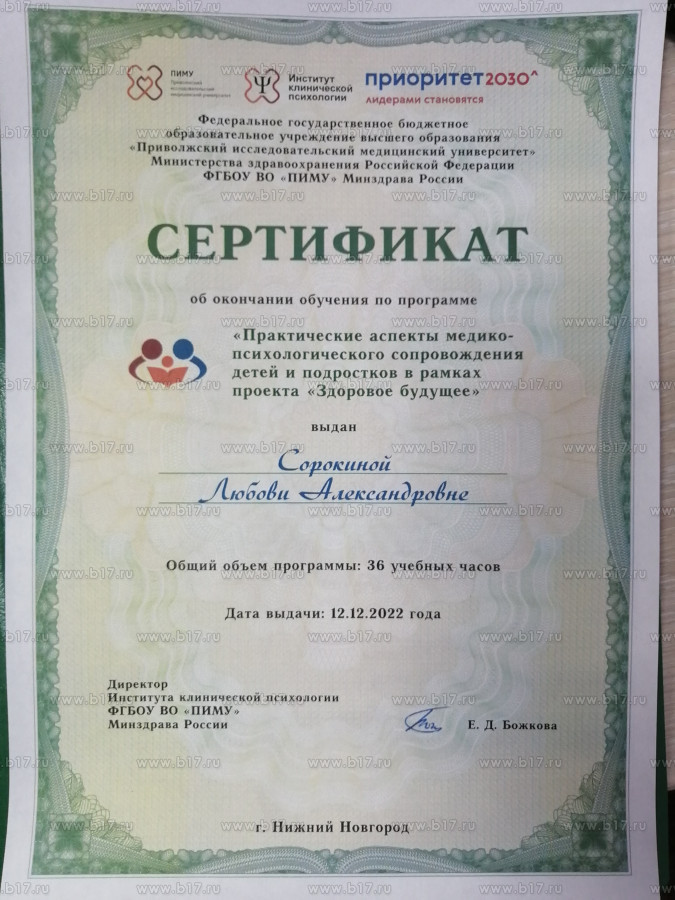 ПИМУ
Приволжский
исследовательский
медицинский университет
Институт
клинической
психологии
приоритет2030^
лидерами становятся
Федеральное государственное бюджетное
образовательное учреждение высшего образования
«Приволжский исследовательский медицинский университет»
Министерства здравоохранения Российской Федерации
ФГБОУ ВО «ПИМУ» Минздрава России
СЕРТИФИКАТ
об окончании обучения по программе
«Практические аспекты медико-
психологического сопровождения
детей и подростков в рамках
проекта «Здоровое будущее»
выдан
Сорокиной
Любови Александровне
Общий объем программы: 36 учебных часов
Дата выдачи: 12.12.2022 года
Директор
Института клинической психологии
ФГБОУ ВО «ПИМУ»
Минздрава России
Е. Д. Божкова
г. Нижний Новгород
www.b17.ru